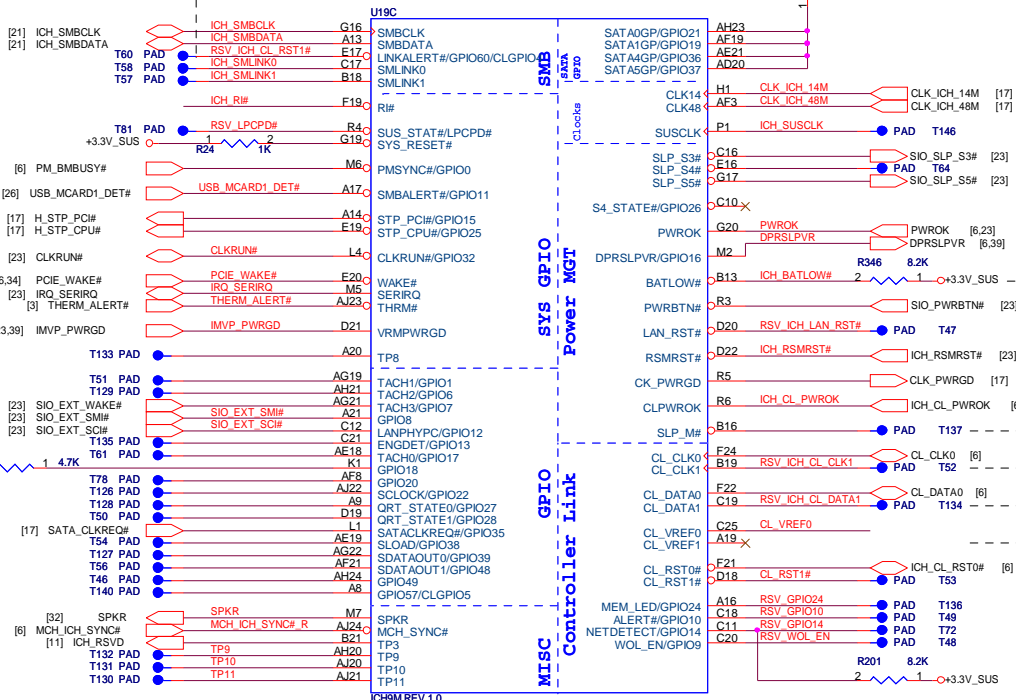 U19C
[21] ICH_SMBCLK ICH_SMBCLK G16 SMBCLK
[21] ICH_SMBDATA ICH_SMBDATA A13 SMBDATA
T60 PAD RSV_ICH_CL_RST1# E17 LINKALERT#/GPIO60/CLGPIO4
T58 PAD ICH_SMLINK0 C17 SMLINK0
T57 PAD ICH_SMLINK1 B18 SMLINK1
ICH_RI# F19 RI#
T81 PAD RSV_LPCPD# R4 SUS_STAT#/LPCPD#
+3.3V_SUS 1 2 G19 SYS_RESET#
R24 1K
[6] PM_BMBUSY# M6 PMSYNC#/GPIO0
[26] USB_MCARD1_DET# USB_MCARD1_DET# A17 SMBALERT#/GPIO11
[17] H_STP_PCI# A14 STP_PCI#/GPIO15
[17] H_STP_CPU# E19 STP_CPU#/GPIO25
[23] CLKRUN# CLKRUN# L4 CLKRUN#/GPIO32
6,34] PCIE_WAKE# PCIE_WAKE# E20 WAKE#
[23] IRQ_SERIRQ IRQ_SERIRQ M5 SERIRQ
[3] THERM_ALERT# THERM_ALERT# AJ23 THRM#
3,39] IMVP_PWRGD IMVP_PWRGD D21 VRMPWRGD
T133 PAD A20 TP8
T51 PAD AG19 TACH1/GPIO1
T129 PAD AH21 TACH2/GPIO6
[23] SIO_EXT_WAKE# AG21 TACH3/GPIO7
[23] SIO_EXT_SMI# SIO_EXT_SMI# A21 GPIO8
[23] SIO_EXT_SCI# SIO_EXT_SCI# C12 LANPHYPC/GPIO12
T135 PAD C21 ENGDET/GPIO13
T61 PAD AE18 TACH0/GPIO17
1 4.7K K1 GPIO18
T78 PAD AF8 GPIO20
T126 PAD AJ22 SCLOCK/GPIO22
T128 PAD A9 QRT_STATE0/GPIO27
T50 PAD D19 QRT_STATE1/GPIO28
[17] SATA_CLKREQ# L1 SATACLKREQ#/GPIO35
T54 PAD AE19 SLOAD/GPIO38
T127 PAD AG22 SDATAOUT0/GPIO39
T56 PAD AF21 SDATAOUT1/GPIO48
T46 PAD AH24 GPIO49
T140 PAD A8 GPIO57/CLGPIO5
[32] SPKR SPKR M7 SPKR
[6] MCH_ICH_SYNC# MCH_ICH_SYNC#_R AJ24 MCH_SYNC#
[11] ICH_RSVD B21 TP3
T132 PAD TP9 AH20 TP9
T131 PAD TP10 AJ20 TP10
T130 PAD TP11 AJ21 TP11
ICH9M REV 1.0
SMB
SYS GPIO
GPIO
MISC
SATA
GPIO
Clocks
Power MGT
Controller Link
1
SATA0GP/GPIO21 AH23
SATA1GP/GPIO19 AF19
SATA4GP/GPIO36 AE21
SATA5GP/GPIO37 AD20
CLK14 H1 CLK_ICH_14M CLK_ICH_14M [17]
CLK48 AF3 CLK_ICH_48M CLK_ICH_48M [17]
SUSCLK P1 ICH_SUSCLK PAD T146
SLP_S3# C16 SIO_SLP_S3# [23]
SLP_S4# E16 PAD T64
SLP_S5# G17 SIO_SLP_S5# [23]
S4_STATE#/GPIO26 C10
PWROK G20 PWROK PWROK [6,23]
DPRSLPVR/GPIO16 M2 DPRSLPVR DPRSLPVR [6,39]
R346 8.2K
BATLOW# B13 ICH_BATLOW# 2 1 +3.3V_SUS
PWRBTN# R3 SIO_PWRBTN# [23]
LAN_RST# D20 RSV_ICH_LAN_RST# PAD T47
RSMRST# D22 ICH_RSMRST# ICH_RSMRST# [23]
CK_PWRGD R5 CLK_PWRGD [17]
CLPWROK R6 ICH_CL_PWROK ICH_CL_PWROK [6
SLP_M# B16 PAD T137
CL_CLK0 F24 CL_CLK0 [6]
CL_CLK1 B19 RSV_ICH_CL_CLK1 PAD T52
CL_DATA0 F22 CL_DATA0 [6]
CL_DATA1 C19 RSV_ICH_CL_DATA1 PAD T134
CL_VREF0 C25 CL_VREF0
CL_VREF1 A19
CL_RST0# F21 ICH_CL_RST0# [6]
CL_RST1# D18 CL_RST1# PAD T53
MEM_LED/GPIO24 A16 RSV_GPIO24 PAD T136
ALERT#/GPIO10 C18 RSV_GPIO10 PAD T49
NETDETECT/GPIO14 C11 RSV_GPIO14 PAD T72
WOL_EN/GPIO9 C20 RSV_WOL_EN PAD T48
R201 8.2K
2 1 +3.3V_SUS